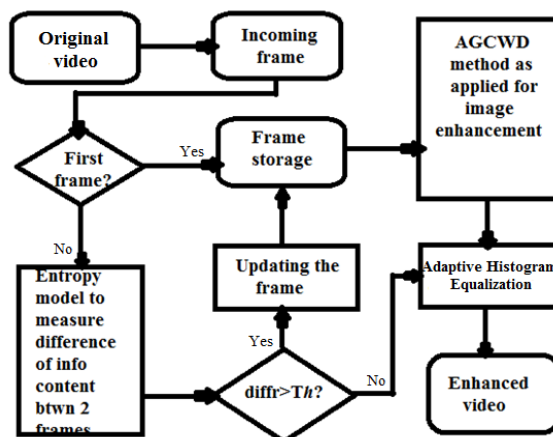 Original
video
Incoming
frame
AGCWD
method as
applied for
image
enhancement
First
frame?
Yes
Frame
storage
No
Entropy
model to
measure
difference
of info
content
btwn 2
frames
Updating the
frame
Yes
diffr>Th?
No
Adaptive Histogram
Equalization
Enhanced
video